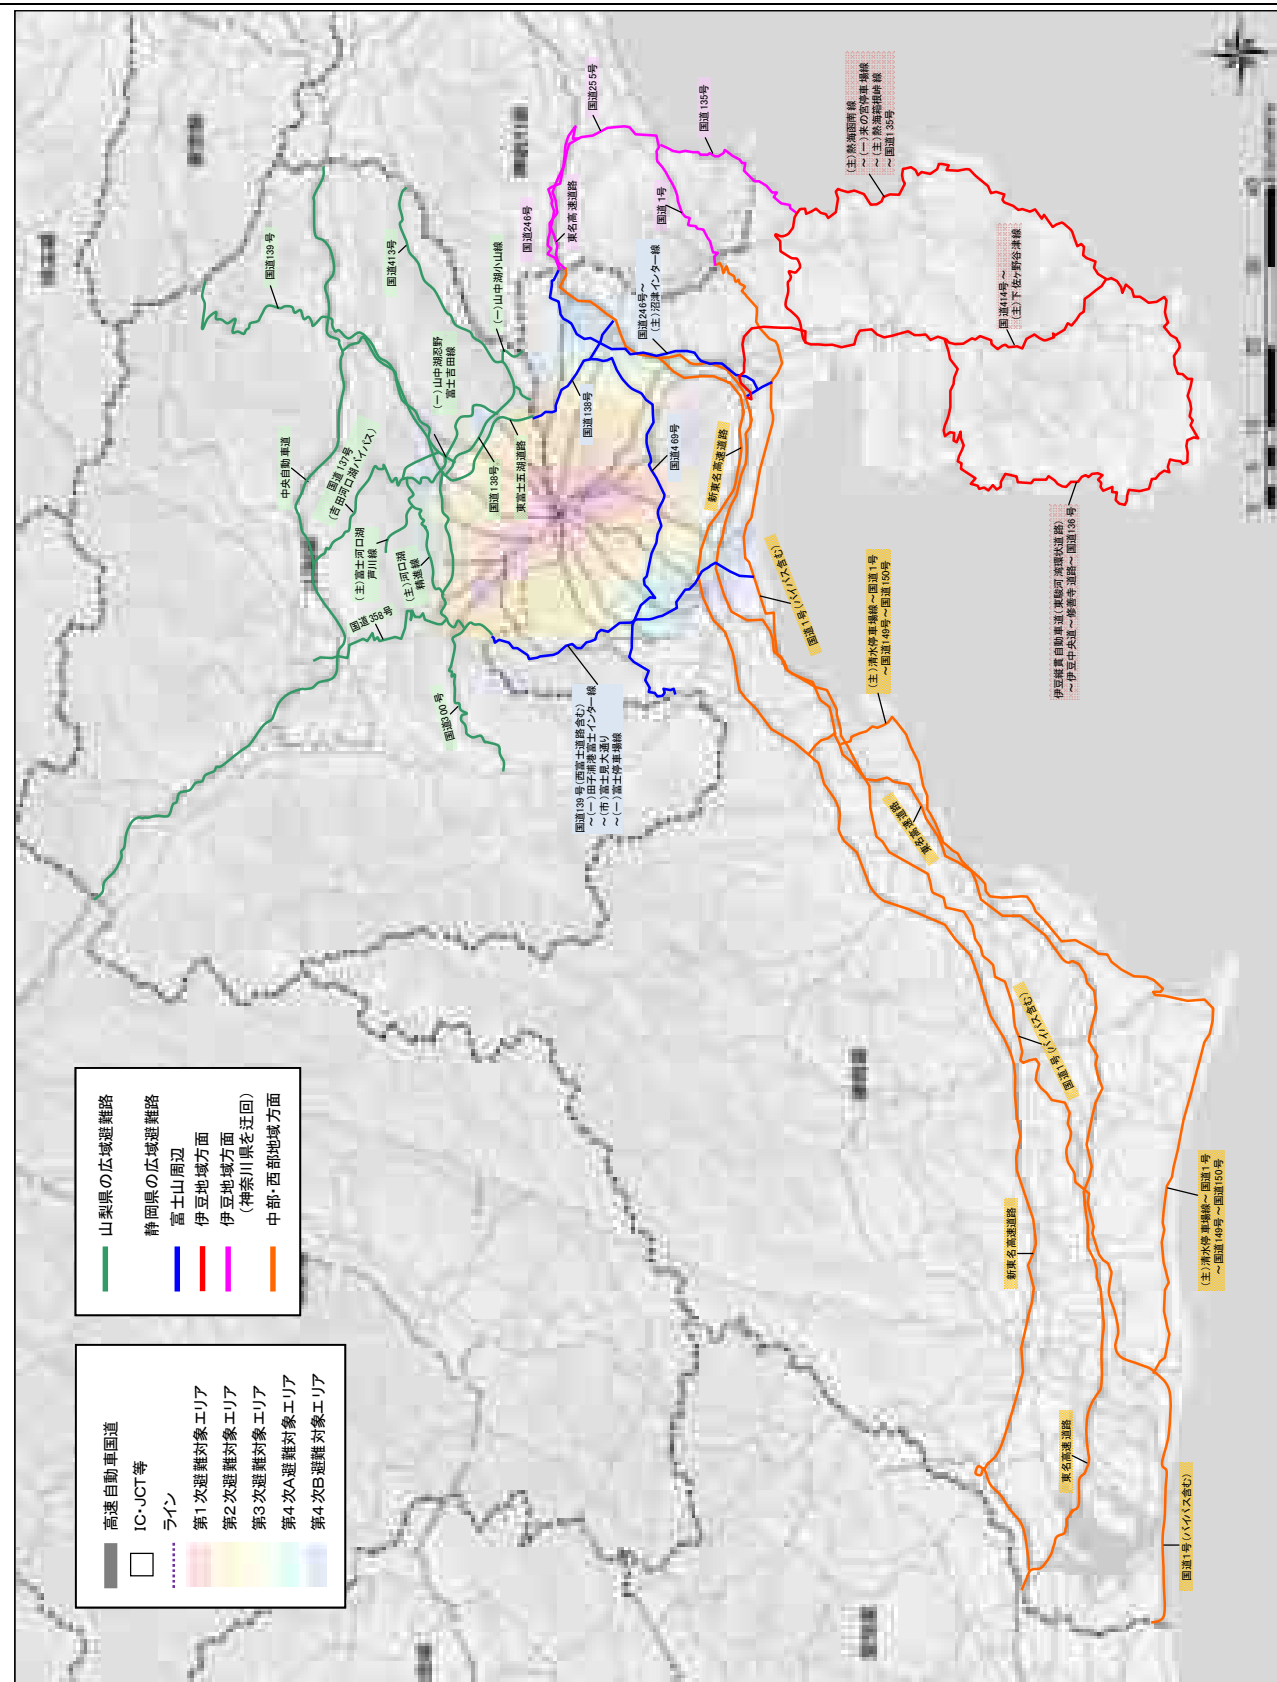 高速自動車国道
IC・JCT等
ライン
第1次避難対象エリア
第2次避難対象エリア
第3次避難対象エリア
第4次A避難対象エリア
第4次B避難対象エリア
山梨県の広域避難路
静岡県の広域避難路
富士山周辺
伊豆地域方面
伊豆地域方面
(神奈川県を迂回)
中部・西部地域方面
国道139号
国道413号
(一)山中湖小山線
(一)山中湖忍野
富士吉田線
中央自動車道
国道137号
(吉田河口湖バイパス)
(主)富士河口湖
芦川線
(主)河口湖
精進線
国道358号
国道300号
国道138号
東富士五湖道路
国道138号
国道469号
国道246号~
(主)沼津インター線
国道139号(西富士道路含む)
~(一)田子浦港富士インター線
~(市)富士見大通り
~(一)富士停車場線
国道246号
東名高速道路
国道255号
国道1号
国道135号
(主)熱海函南線
~(一)来の宮停車場線
~(主)熱海箱根峠線
~国道135号
国道414号~
(主)下佐ケ野谷津線
伊豆縦貫自動車道(東駿河湾環状道路)
~伊豆中央道~修善寺道路~国道136号
新東名高速道路
国道1号(バイパス含む)
(主)清水停車場線~国道1号
~国道149号~国道150号
東名高速道路
国道1号(バイパス含む)
新東名高速道路
(主)清水停車場線~国道1号
~国道149号~国道150号
東名高速道路
国道1号(バイパス含む)